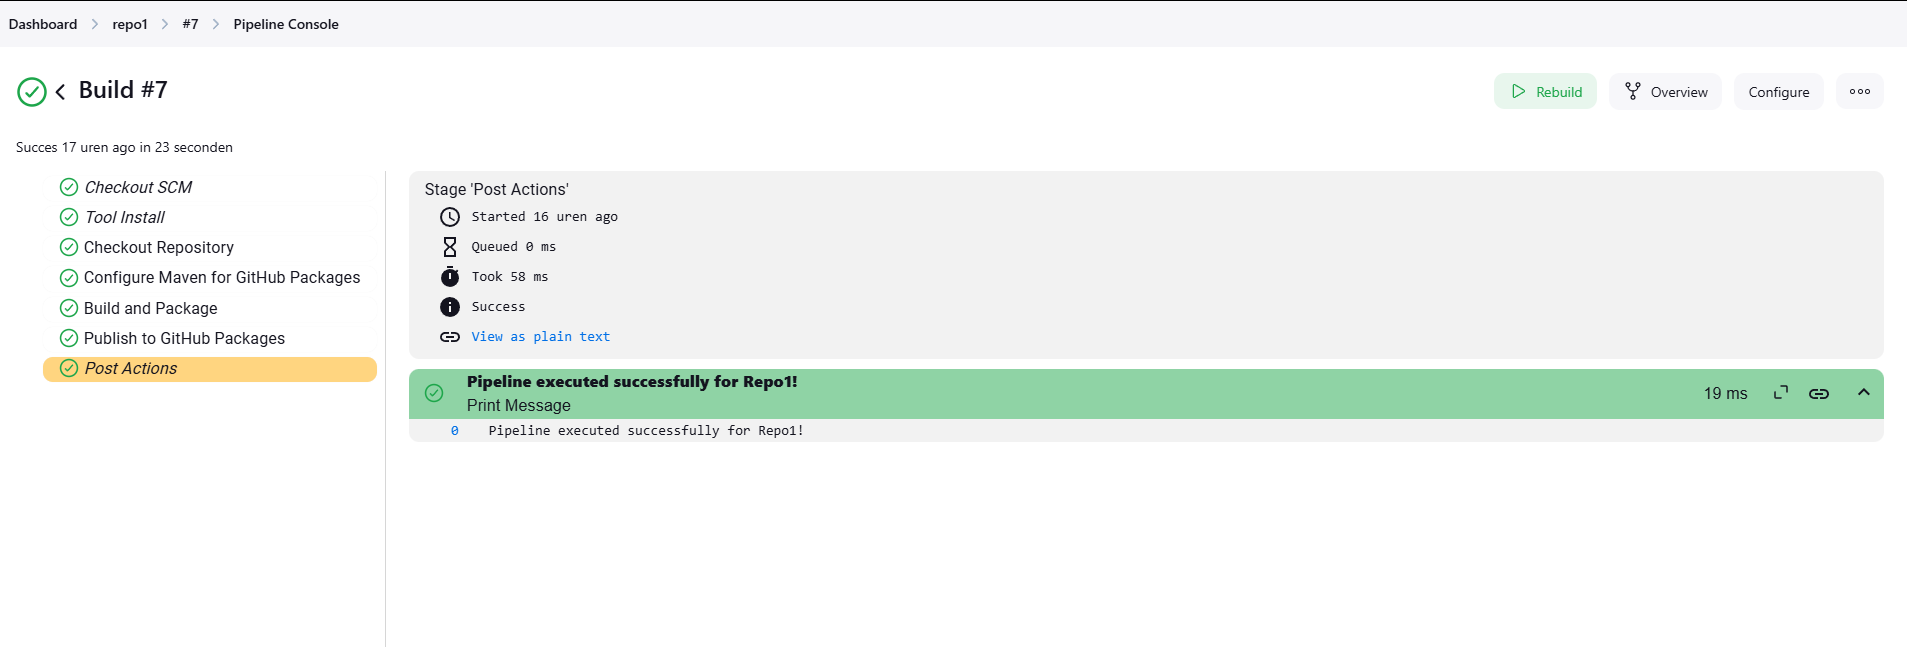 Dashboard > repo1 > #7 > Pipeline Console
Build #7
Rebuild
Overview
Configure
Succes 17 uren ago in 23 seconden
Checkout SCM
Tool Install
Checkout Repository
Configure Maven for GitHub Packages
Build and Package
Publish to GitHub Packages
Post Actions
Stage 'Post Actions'
Started 16 uren ago
Queued 0 ms
Took 58 ms
Success
View as plain text
Pipeline executed successfully for Repo1!
Print Message
19 ms
0 Pipeline executed successfully for Repo1!